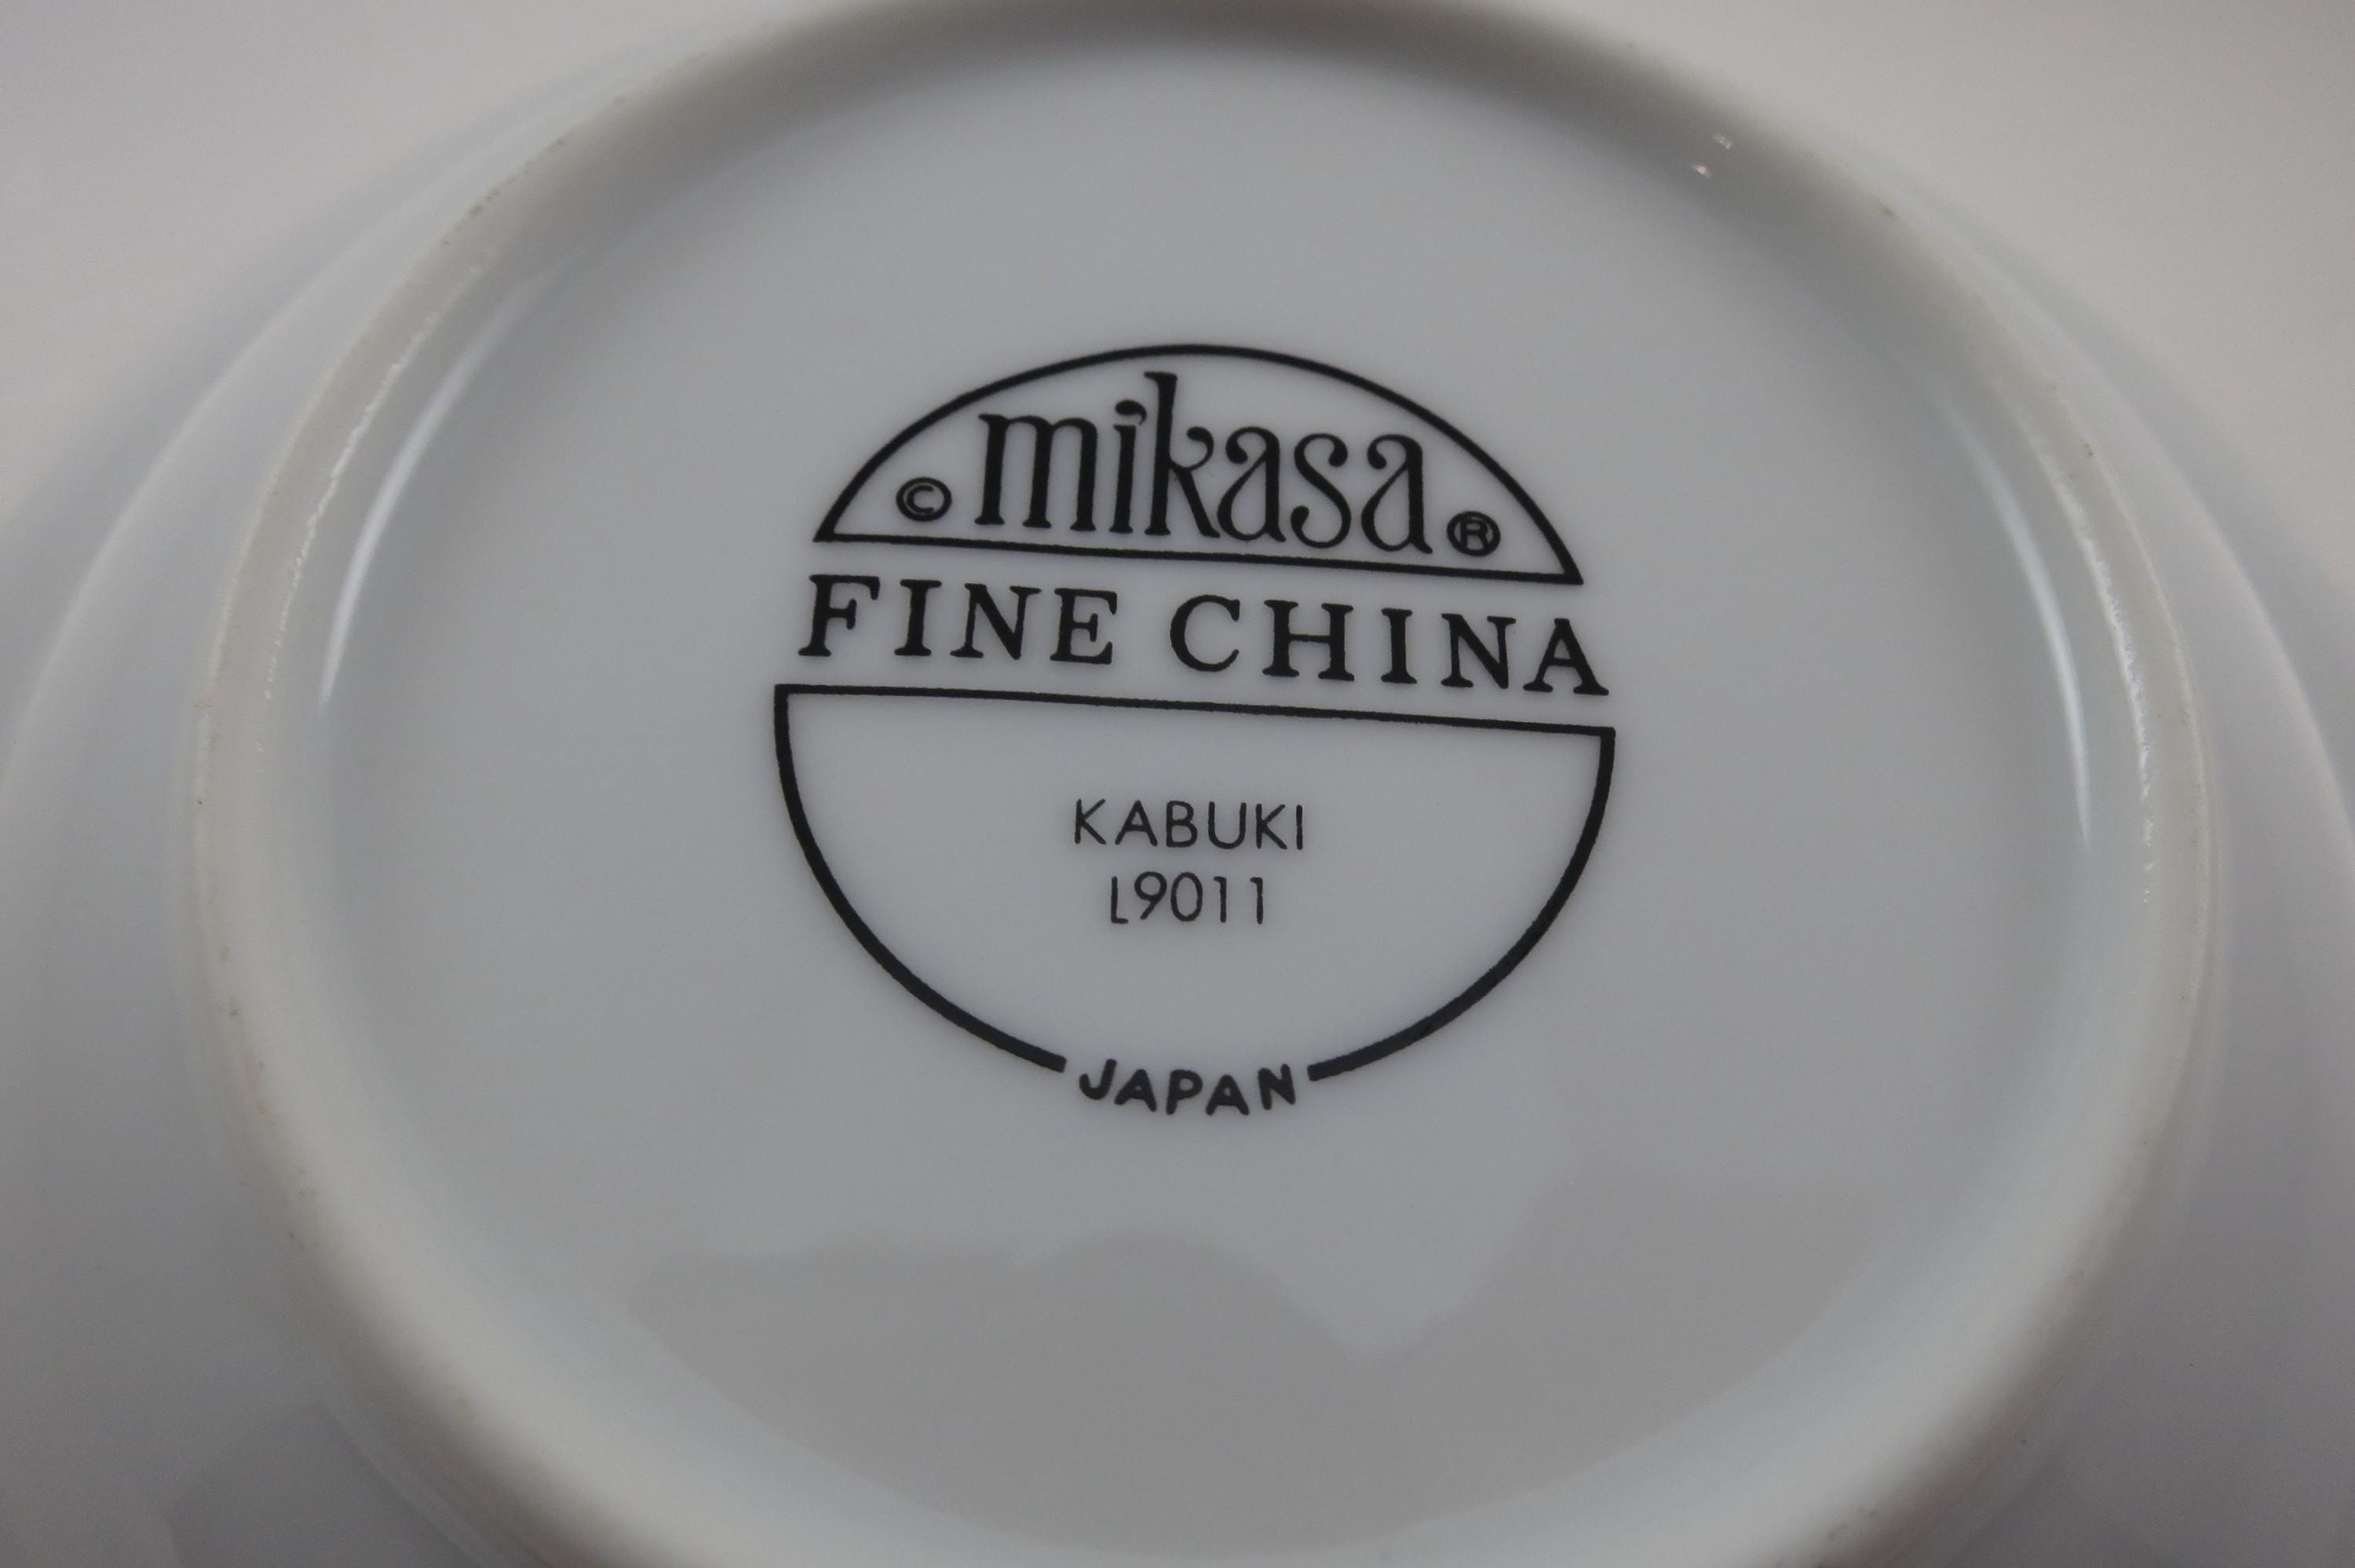 © mikasa ®
FINE CHINA
KABUKI
L9011
JAPAN